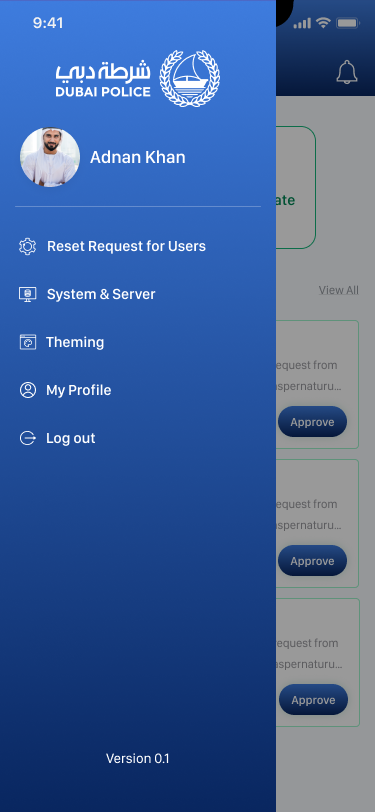 9:41
شرطة دبي
DUBAI POLICE
Adnan Khan
Reset Request for Users
System & Server
Theming
My Profile
Log out
Version 0.1
ate
View All
equest from
aspernaturu...
Approve
equest from
aspernaturu...
Approve
equest from
aspernaturu...
Approve